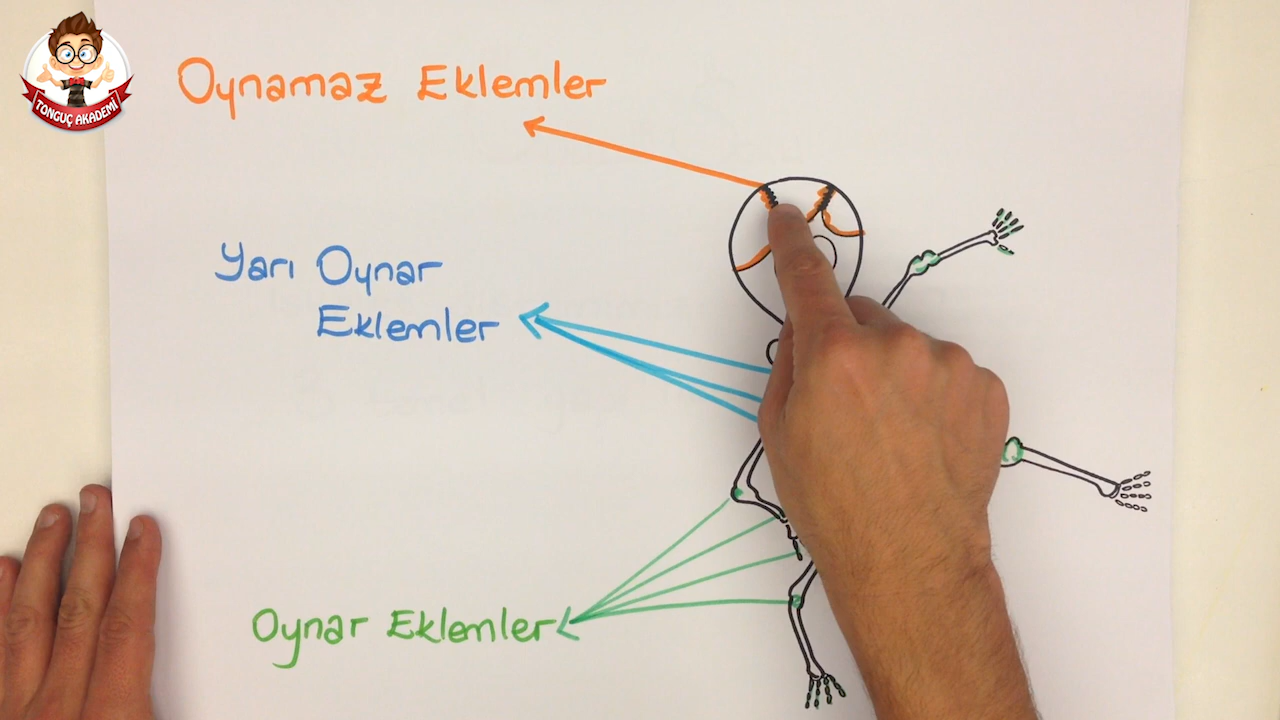 TONGUÇ AKADEMİ
Oynamaz Eklemler
Yarı Oynar
Eklemler
Oynar Eklemler